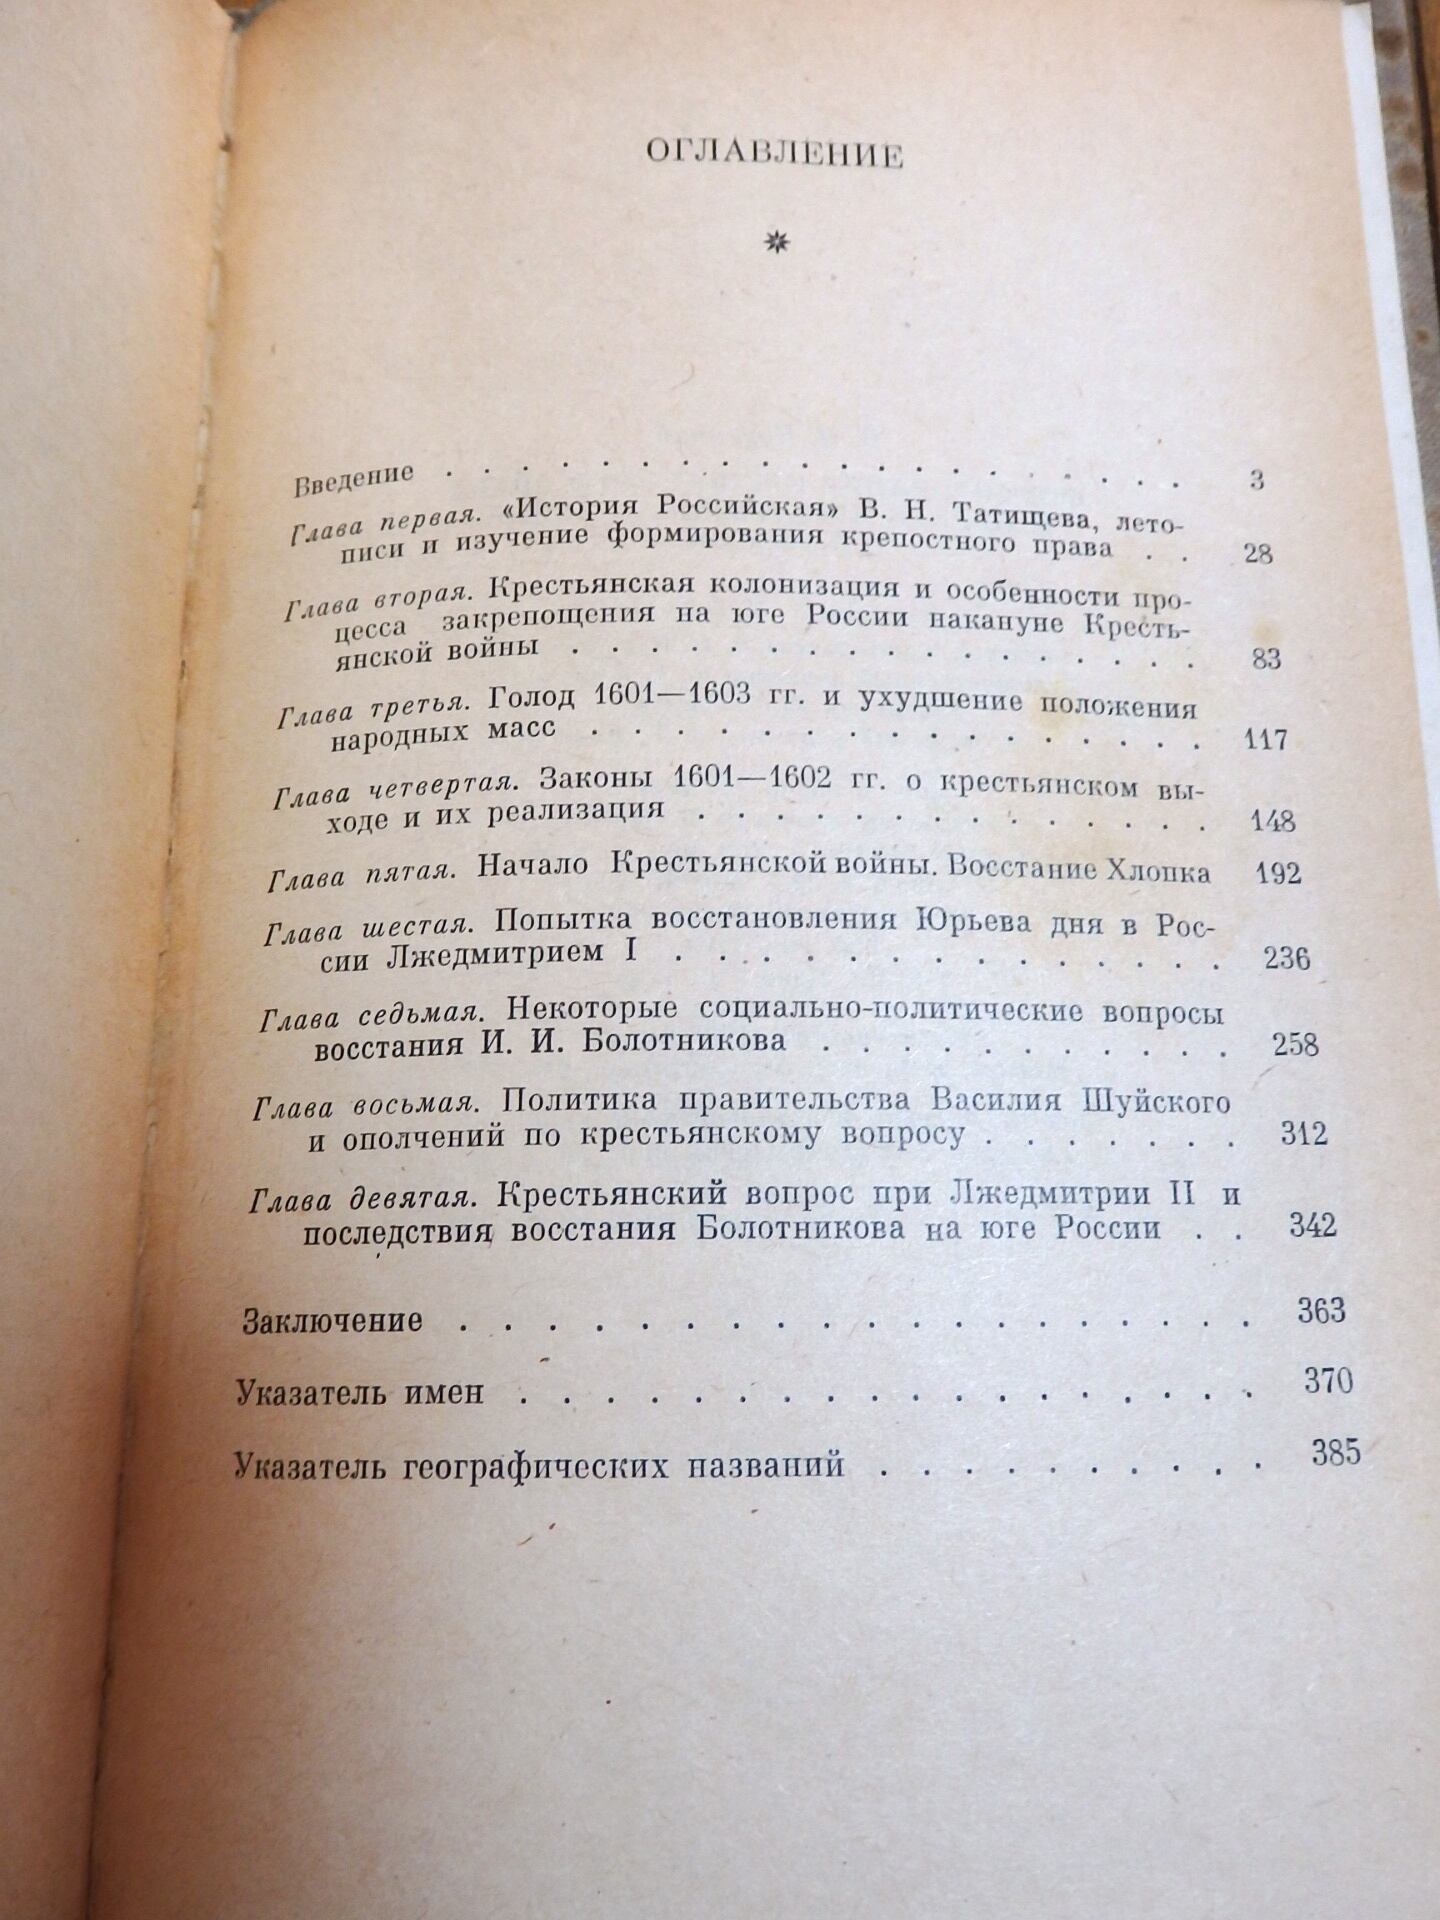 ОГЛАВЛЕНИЕ
Введение . . . . . . . . . . . . . . . . . . . 3
Глава первая. «История Российская» В. Н. Татищева, лето-
писи и изучение формирования крепостного права . . 28
Глава вторая. Крестьянская колонизация и особенности про-
цесса закрепощения на юге России накануне Кресть-
янской войны . . . . . . . . . . . . . . . . . 83
Глава третья. Голод 1601—1603 гг. и ухудшение положения
народных масс . . . . . . . . . . . . . . . . 117
Глава четвертая. Законы 1601—1602 гг. о крестьянском вы-
ходе и их реализация . . . . . . . . . . . . . 148
Глава пятая. Начало Крестьянской войны. Восстание Хлопка 192
Глава шестая. Попытка восстановления Юрьева дня в Рос-
сии Лжедмитрием I . . . . . . . . . . . . . 236
Глава седьмая. Некоторые социально-политические вопросы
восстания И. И. Болотникова . . . . . . . . . . . 258
Глава восьмая. Политика правительства Василия Шуйского
и ополчений по крестьянскому вопросу . . . . . . . 312
Глава девятая. Крестьянский вопрос при Лжедмитрии II и
последствия восстания Болотникова на юге России . . 342
Заключение . . . . . . . . . . . . . . . . . . 363
Указатель имен . . . . . . . . . . . . . . . . . 370
Указатель географических названий . . . . . . . . . . 385